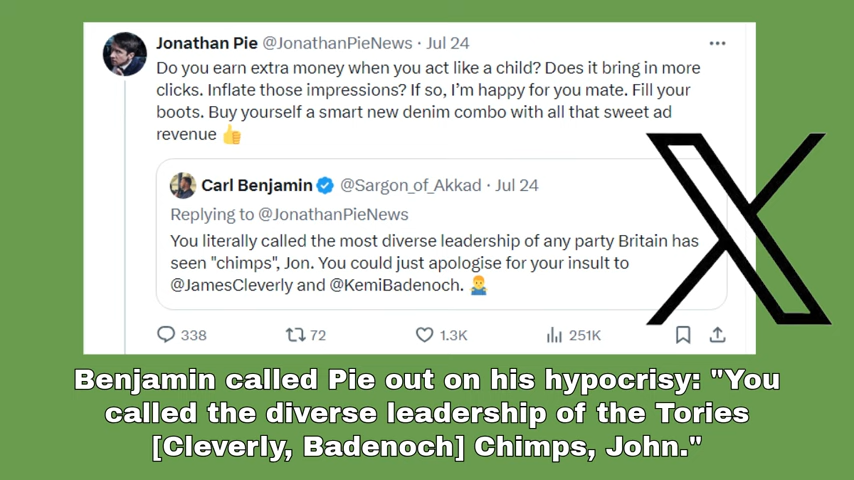 Jonathan Pie @JonathanPieNews · Jul 24
Do you earn extra money when you act like a child? Does it bring in more
clicks. Inflate those impressions? If so, I'm happy for you mate. Fill your
boots. Buy yourself a smart new denim combo with all that sweet ad
revenue 👍
Carl Benjamin @Sargon_of_Akkad · Jul 24
Replying to @JonathanPieNews
You literally called the most diverse leadership of any party Britain has
seen "chimps", Jon. You could just apologise for your insult to
@JamesCleverly and @KemiBadenoch. 🤷‍♂️
338 72 1.3K 251K
Benjamin called Pie out on his hypocrisy: "You
called the diverse leadership of the Tories
[Cleverly, Badenoch] Chimps, John."